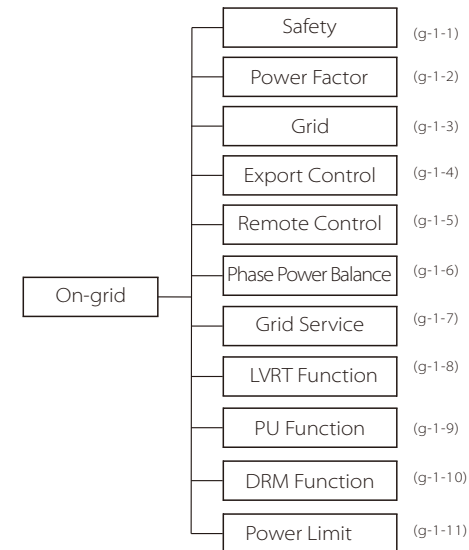 Safety (g-1-1)
Power Factor (g-1-2)
Grid (g-1-3)
Export Control (g-1-4)
Remote Control (g-1-5)
Phase Power Balance (g-1-6)
On-grid
Grid Service (g-1-7)
LVRT Function (g-1-8)
PU Function (g-1-9)
DRM Function (g-1-10)
Power Limit (g-1-11)